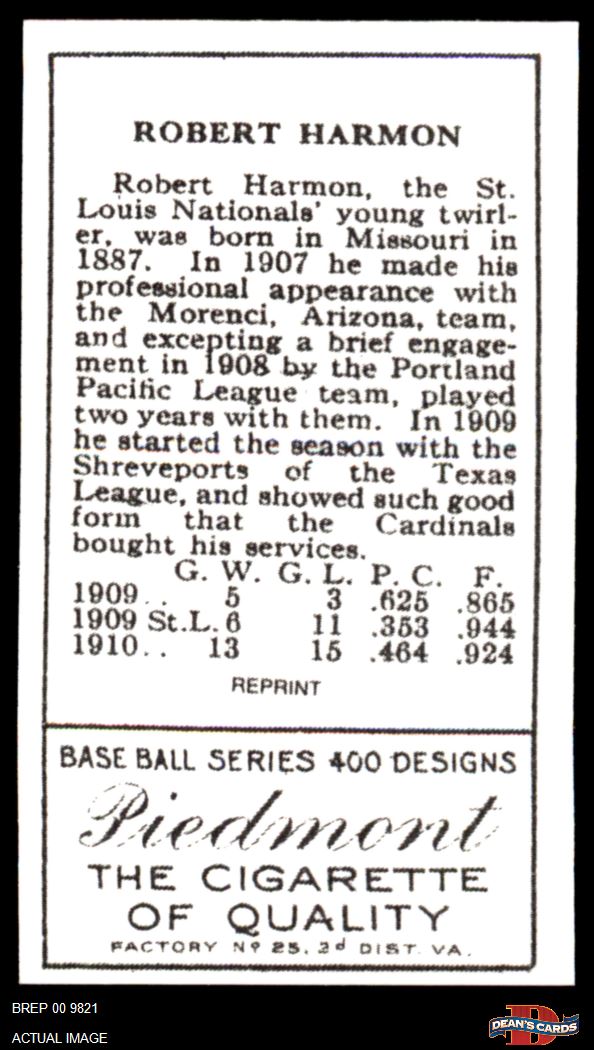 ROBERT HARMON
Robert Harmon, the St.
Louis Nationals' young twirl-
er, was born in Missouri in
1887. In 1907 he made his
professional appearance with
the Morenci, Arizona, team,
and excepting a brief engage-
ment in 1908 by the Portland
Pacific League team, played
two years with them. In 1909
he started the season with the
Shreveports of the Texas
League, and showed such good
form that the Cardinals
bought his services.
G. W. G. L. P. C. F.
1909 .. 5 3 .625 .865
1909 St.L. 6 11 .353 .944
1910 .. 13 15 .464 .924
REPRINT
BASE BALL SERIES 400 DESIGNS
Piedmont
THE CIGARETTE
OF QUALITY
FACTORY Nº 25, 2d DIST. VA.
BREP 00 9821
ACTUAL IMAGE
D
DEAN'S CARDS